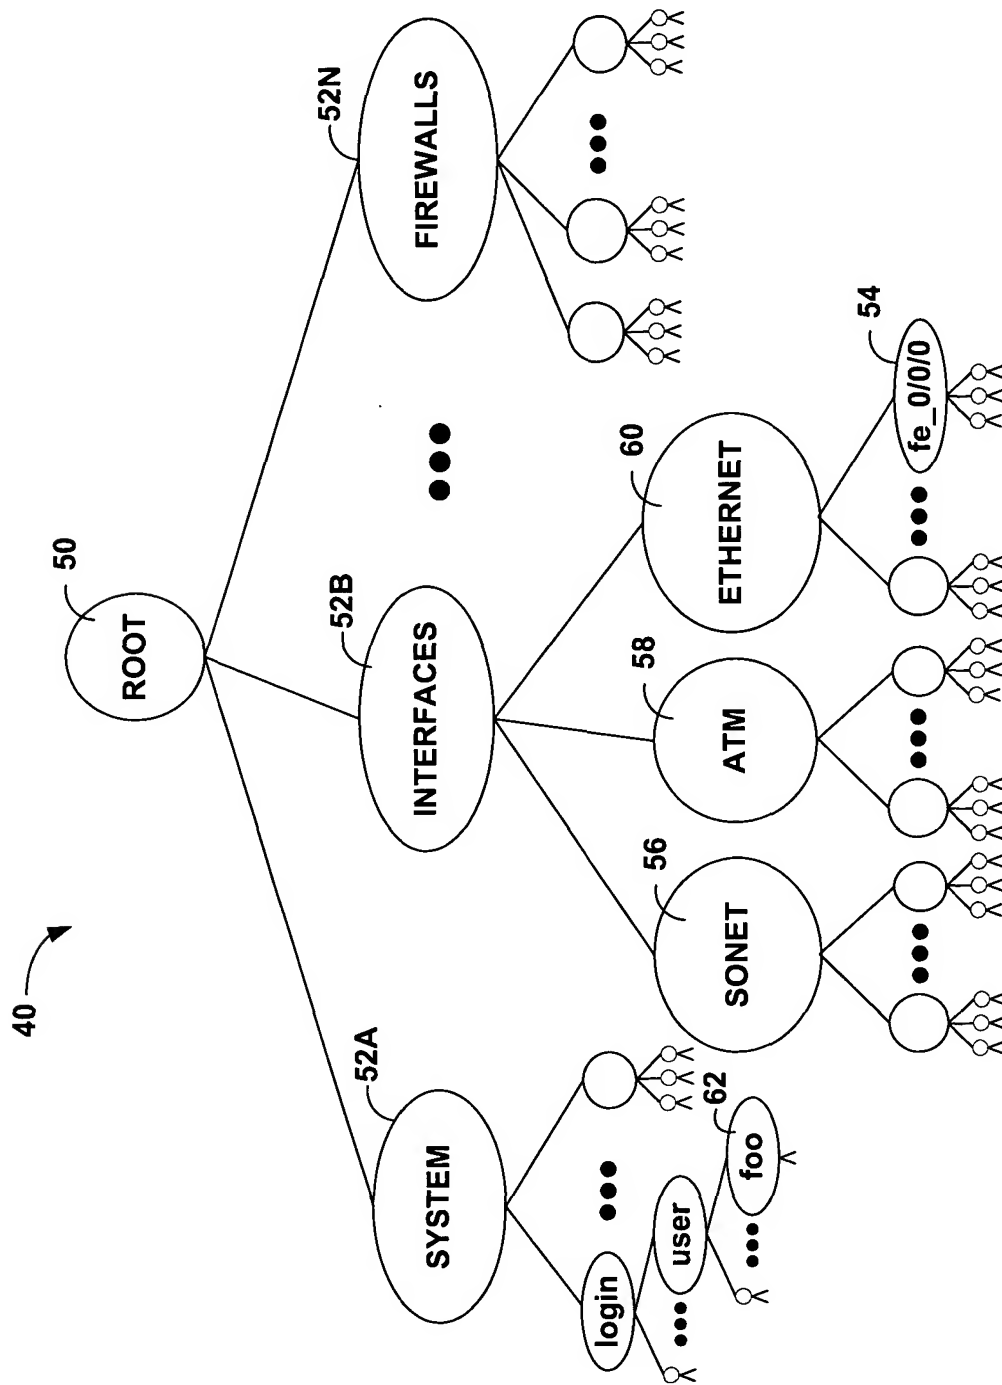 40
50
ROOT
52A
SYSTEM
52B
INTERFACES
52N
FIREWALLS
login
user
62
foo
56
SONET
58
ATM
60
ETHERNET
54
fe_0/0/0